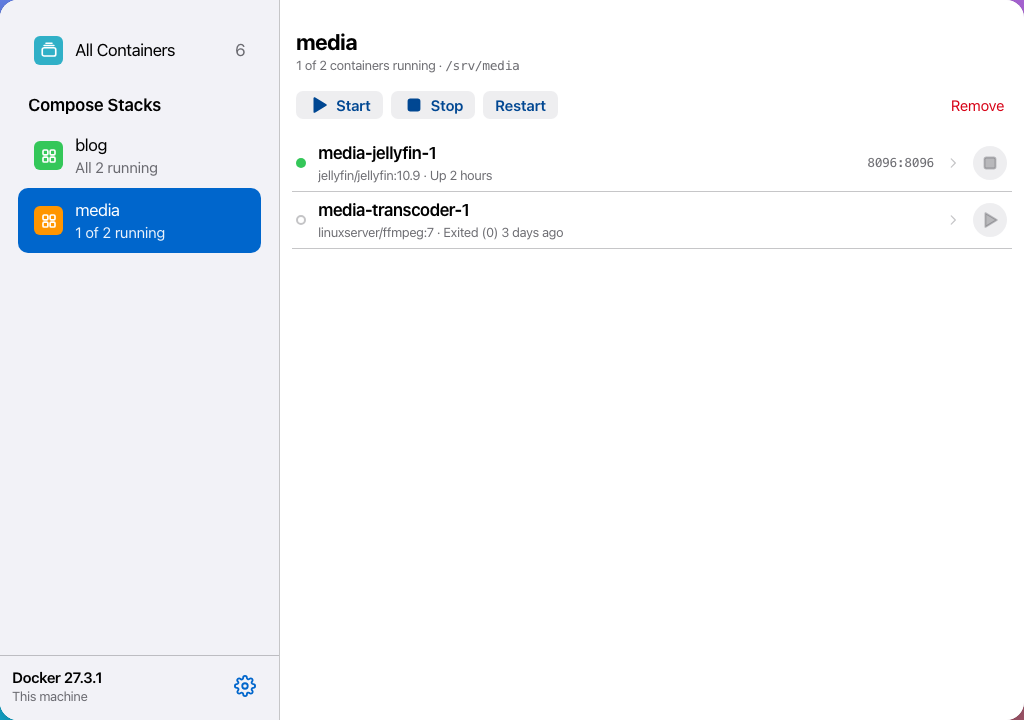 All Containers 6
Compose Stacks
blog
All 2 running
media
1 of 2 running
Docker 27.3.1
This machine
media
1 of 2 containers running · /srv/media
Start Stop Restart Remove
media-jellyfin-1
jellyfin/jellyfin:10.9 · Up 2 hours
8096:8096
media-transcoder-1
linuxserver/ffmpeg:7 · Exited (0) 3 days ago